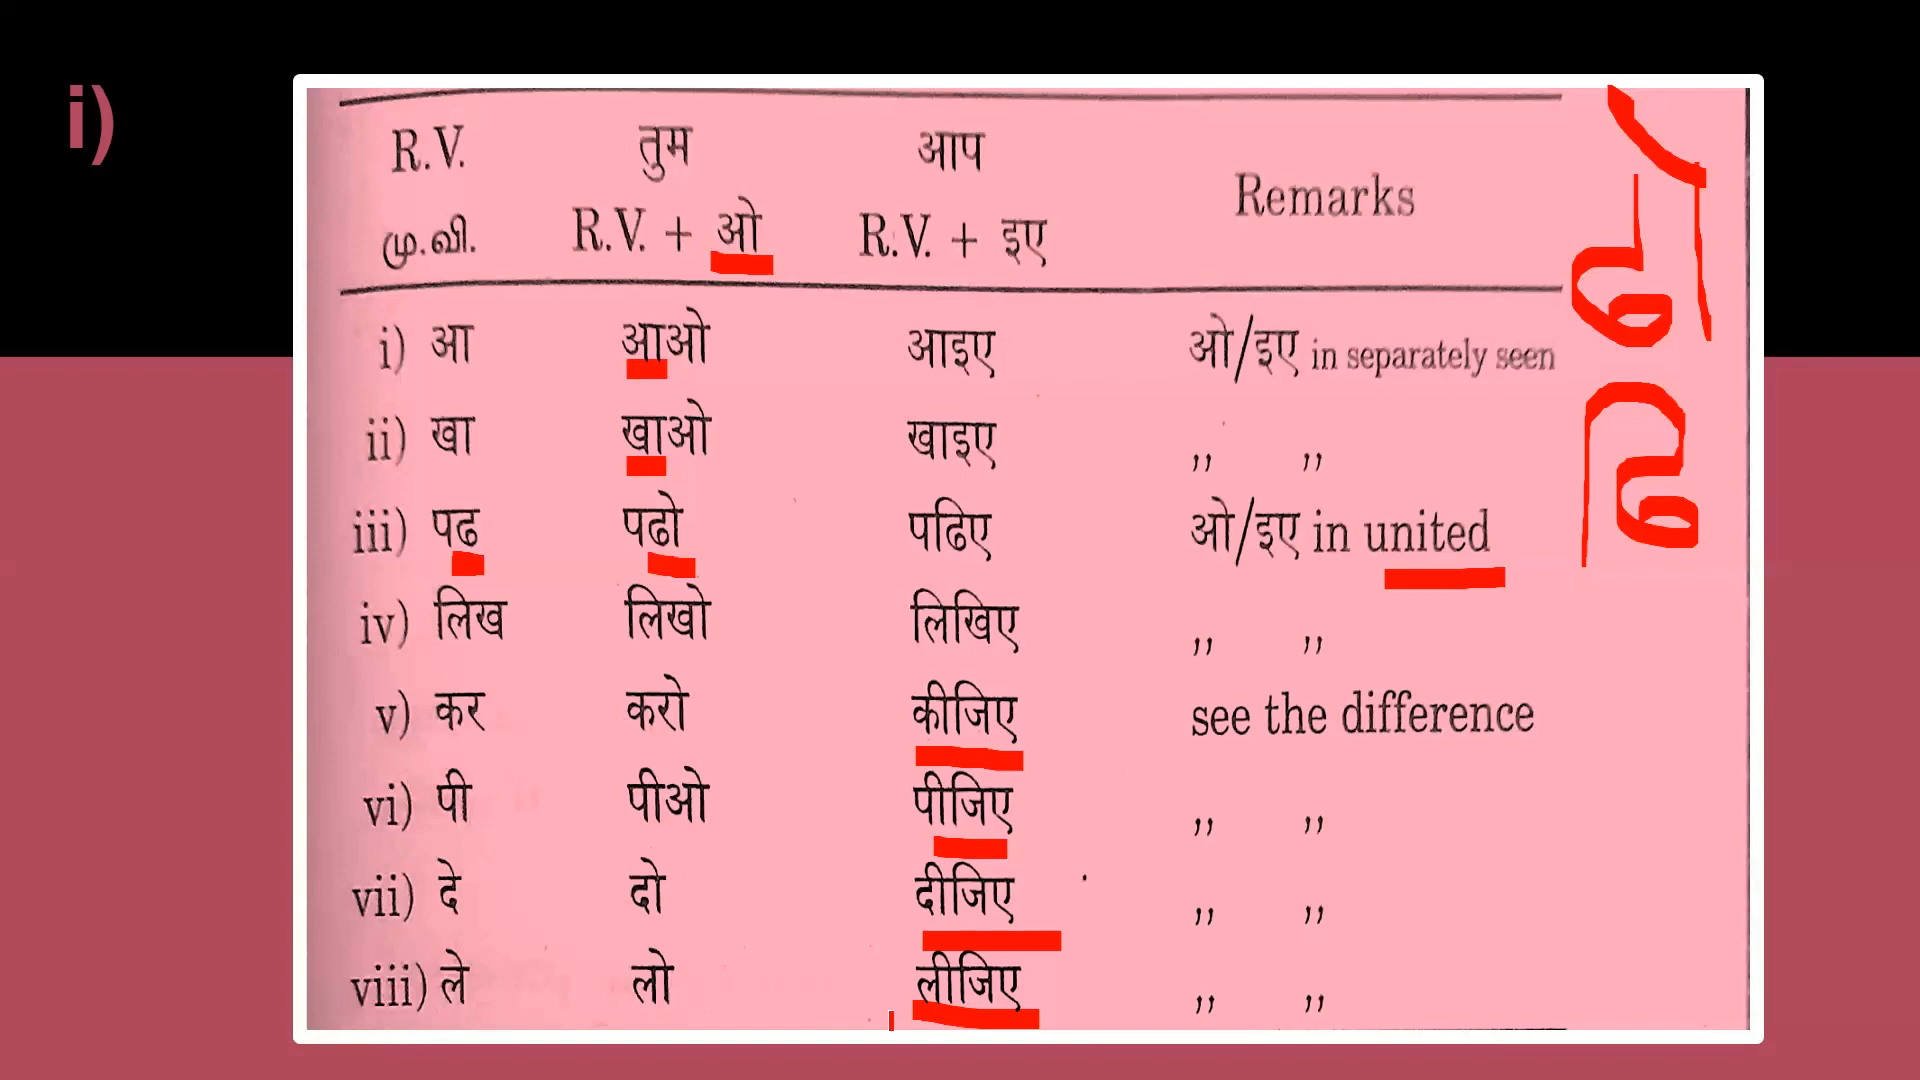 i)
R.V. तुम आप Remarks
மு.வி. R.V. + ओ R.V. + इए
i) आ आओ आइए ओ/इए in separately seen
ii) खा खाओ खाइए ,, ,,
iii) पढ पढो पढिए ओ/इए in united
iv) लिख लिखो लिखिए ,, ,,
v) कर करो कीजिए see the difference
vi) पी पीओ पीजिए ,, ,,
vii) दे दो दीजिए ,, ,,
viii) ले लो लीजिए ,, ,,
ढो
ढि